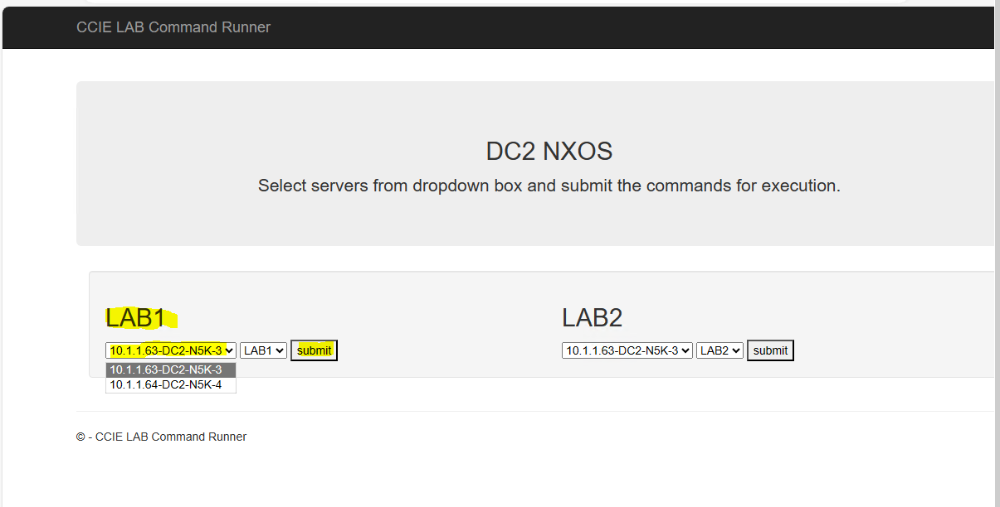 CCIE LAB Command Runner
DC2 NXOS
Select servers from dropdown box and submit the commands for execution.
LAB1
10.1.1.63-DC2-N5K-3 LAB1 submit
10.1.1.63-DC2-N5K-3
10.1.1.64-DC2-N5K-4
LAB2
10.1.1.63-DC2-N5K-3 LAB2 submit
© - CCIE LAB Command Runner